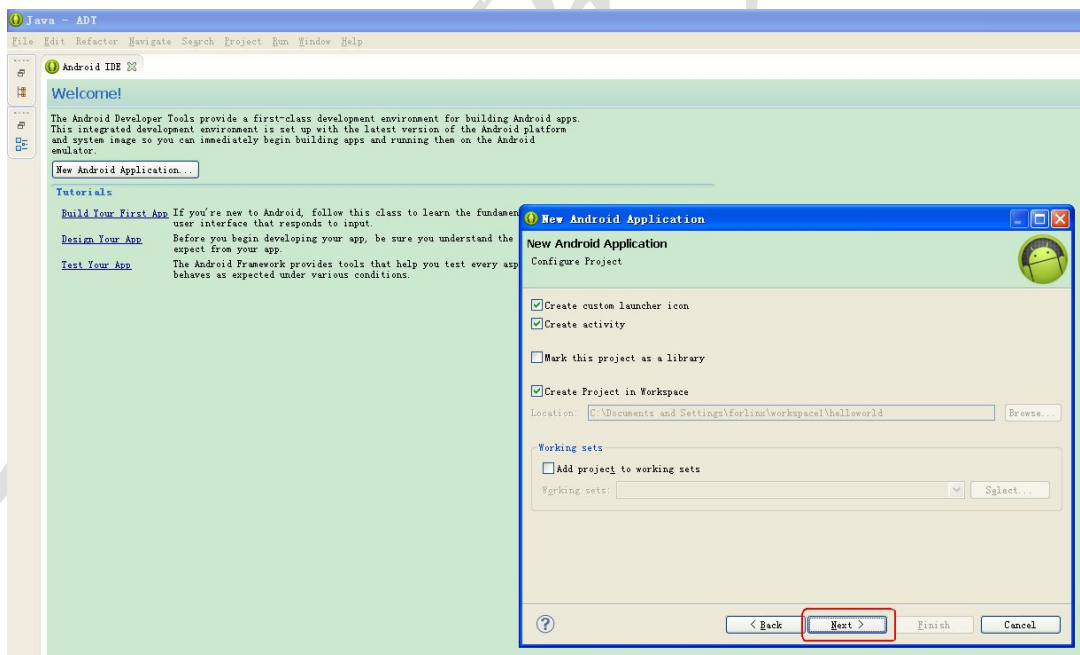 Java - ADT
File Edit Refactor Navigate Search Project Run Window Help
Android IDE
Welcome!
The Android Developer Tools provide a first-class development environment for building Android apps.
This integrated development environment is set up with the latest version of the Android platform
and system image so you can immediately begin building apps and running them on the Android
emulator.
New Android Application...
Tutorials
Build Your First App If you're new to Android, follow this class to learn the fundamen
user interface that responds to input.
Design Your App Before you begin developing your app, be sure you understand the
expect from your app.
Test Your App The Android Framework provides tools that help you test every asp
behaves as expected under various conditions.
New Android Application
New Android Application
Configure Project
Create custom launcher icon
Create activity
Mark this project as a library
Create Project in Workspace
Location: C:\Documents and Settings\forlinx\workspace1\helloworld Browse...
Working sets
Add project to working sets
Working sets: Select...
< Back Next > Finish Cancel